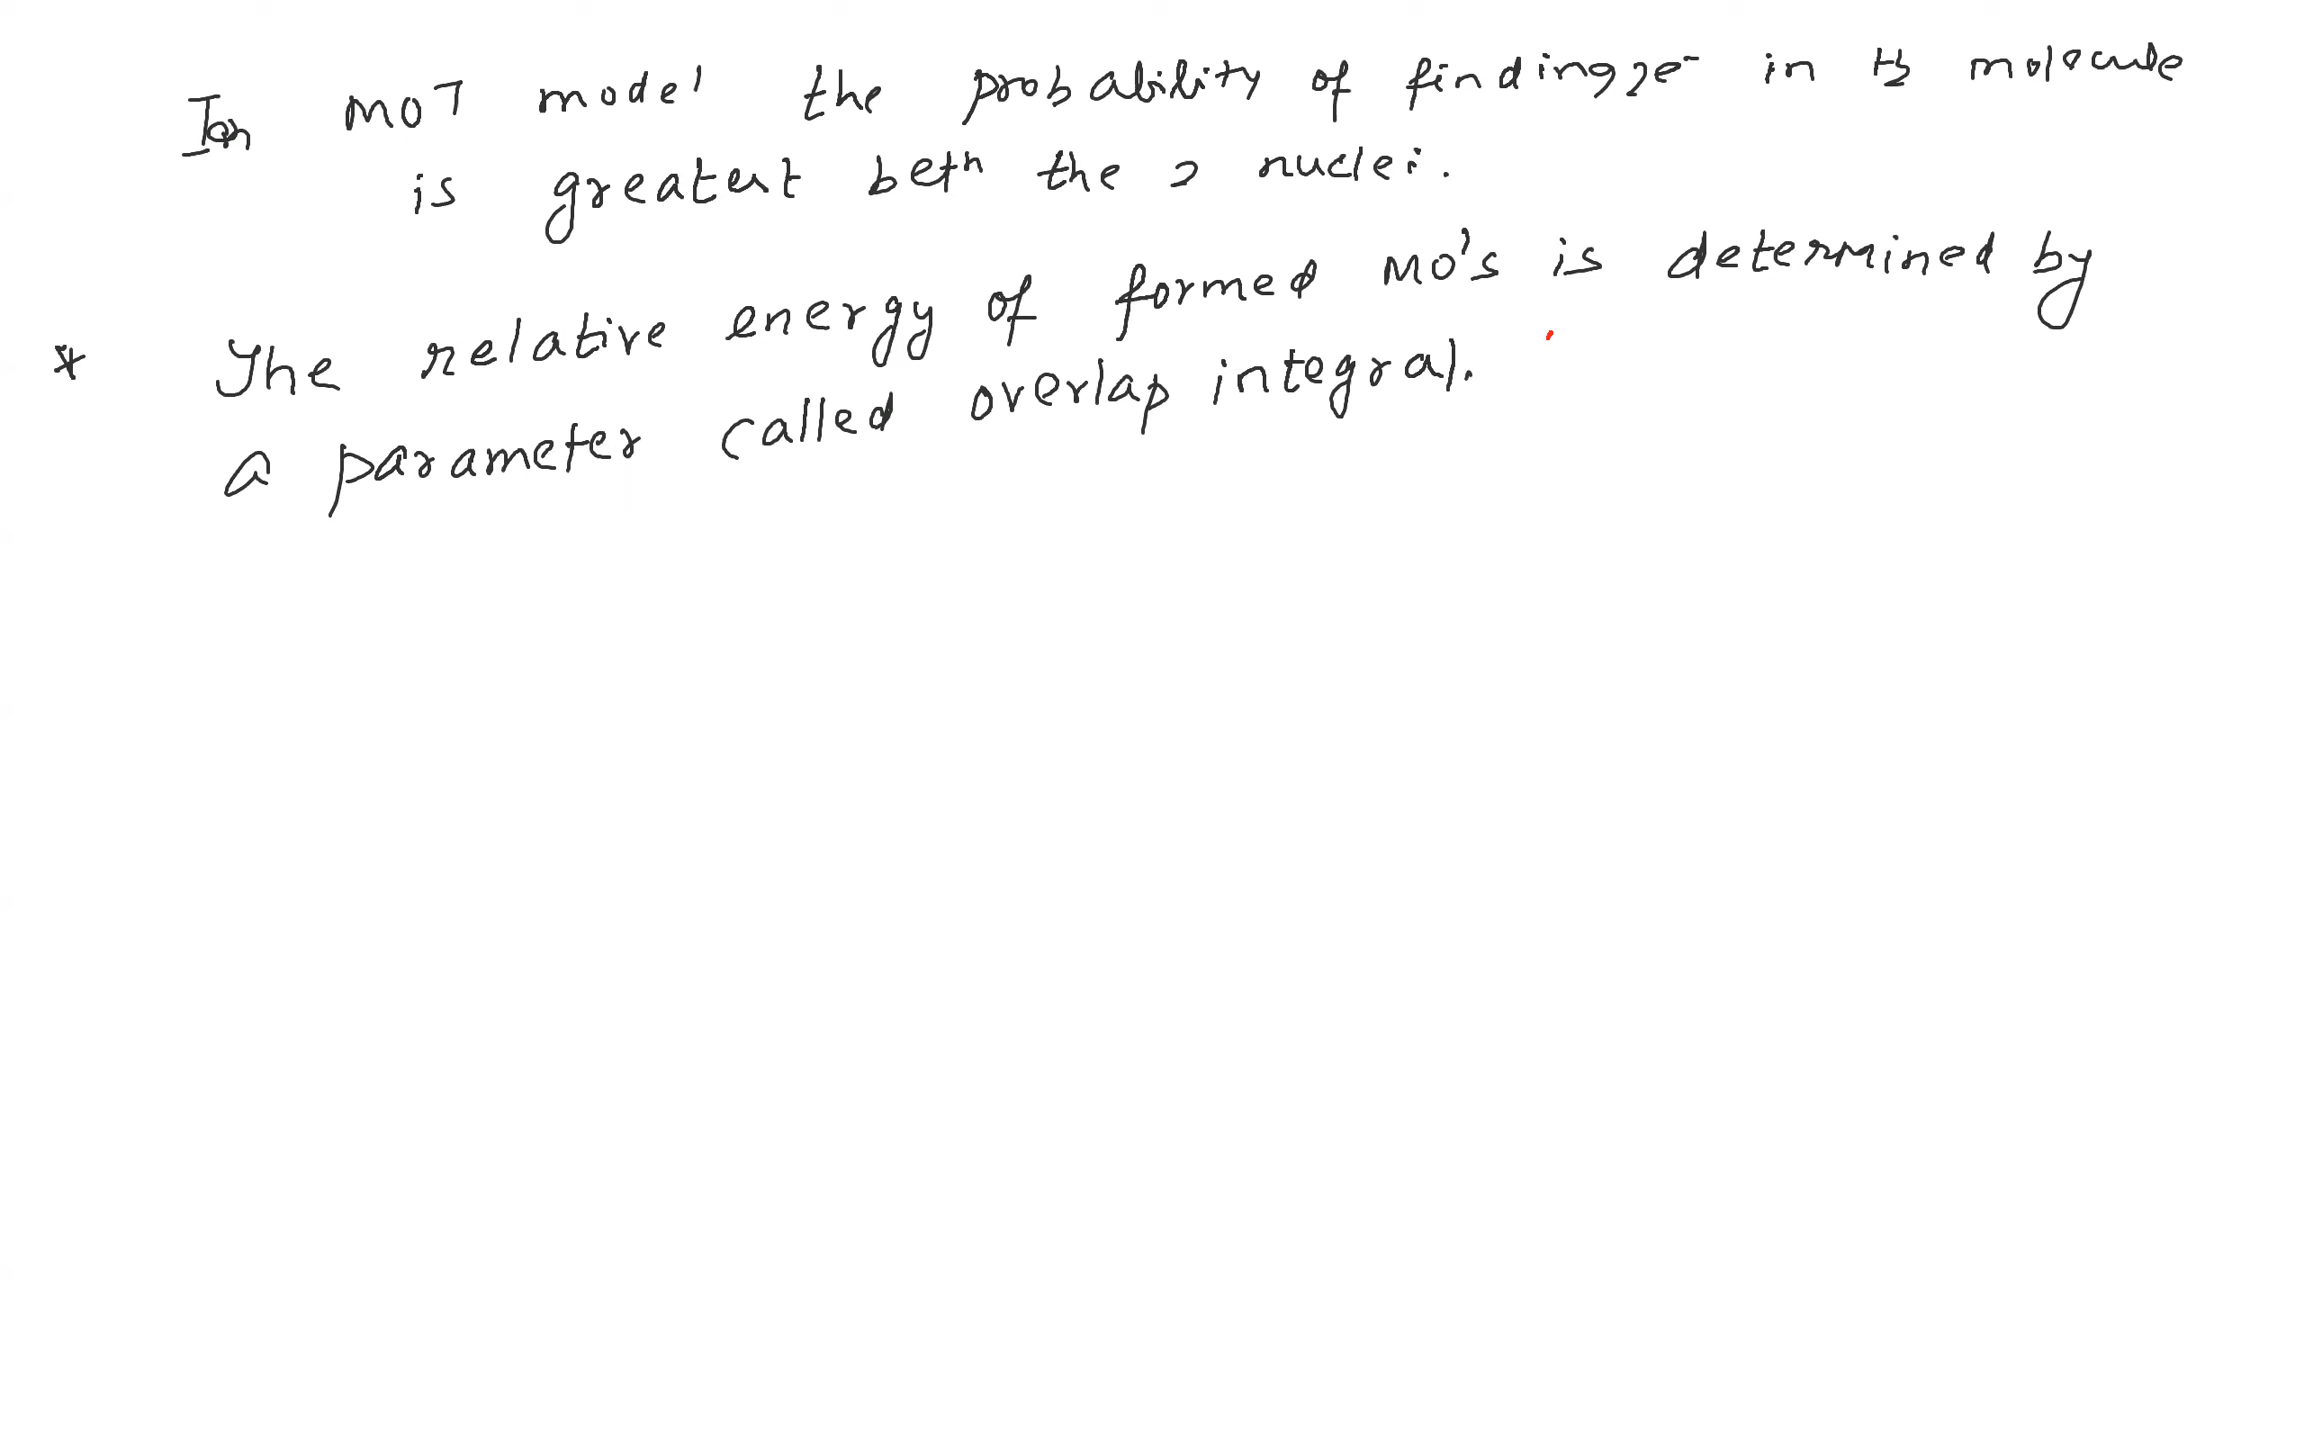 In MOT model the probability of finding 2e⁻ in H₂ molecule
is greatest betn the 2 nuclei.
* The relative energy of formed MO's is determined by
a parameter called overlap integral.